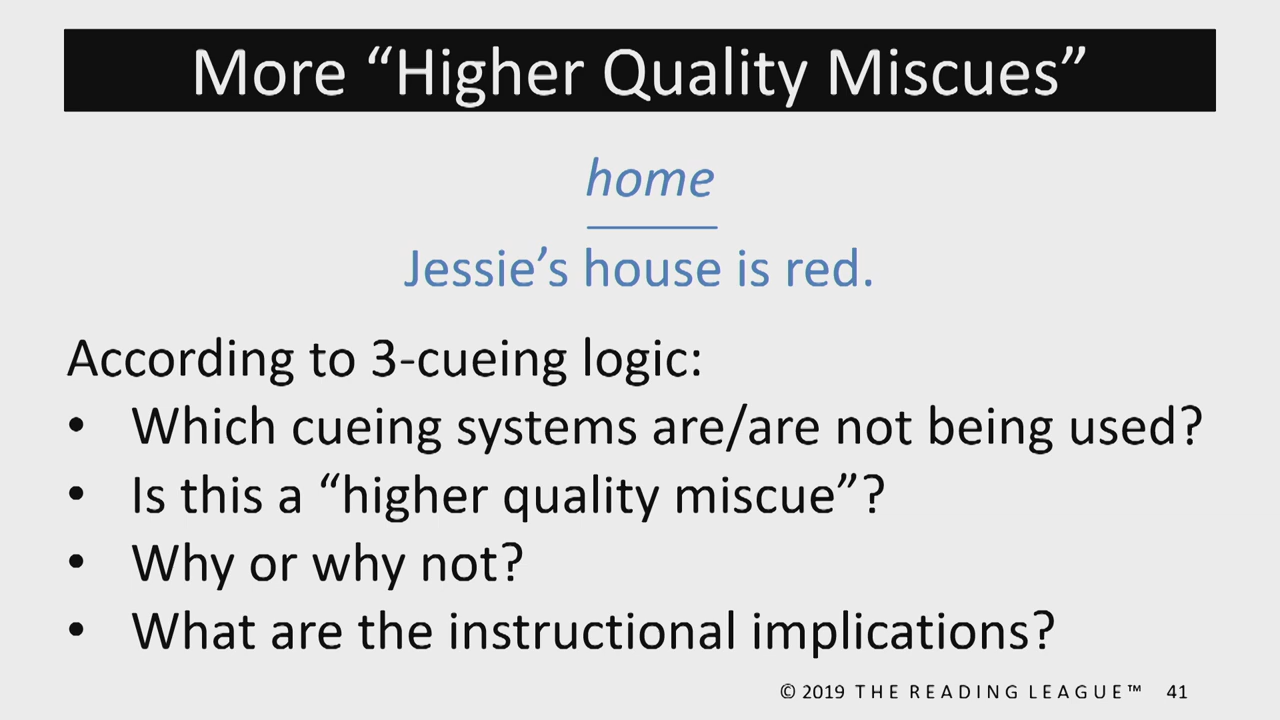 More “Higher Quality Miscues”
home
Jessie’s house is red.
According to 3-cueing logic:
• Which cueing systems are/are not being used?
• Is this a “higher quality miscue”?
• Why or why not?
• What are the instructional implications?
© 2019 THE READING LEAGUE™ 41